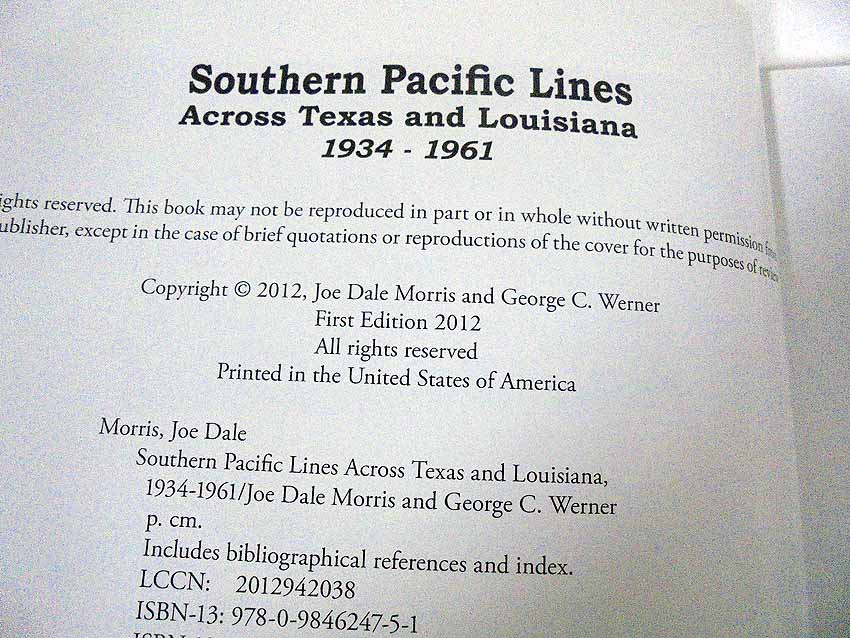 Southern Pacific Lines
Across Texas and Louisiana
1934 - 1961
ights reserved. This book may not be reproduced in part or in whole without written permission from
ublisher, except in the case of brief quotations or reproductions of the cover for the purposes of review
Copyright © 2012, Joe Dale Morris and George C. Werner
First Edition 2012
All rights reserved
Printed in the United States of America
Morris, Joe Dale
Southern Pacific Lines Across Texas and Louisiana,
1934-1961/Joe Dale Morris and George C. Werner
p. cm.
Includes bibliographical references and index.
LCCN: 2012942038
ISBN-13: 978-0-9846247-5-1